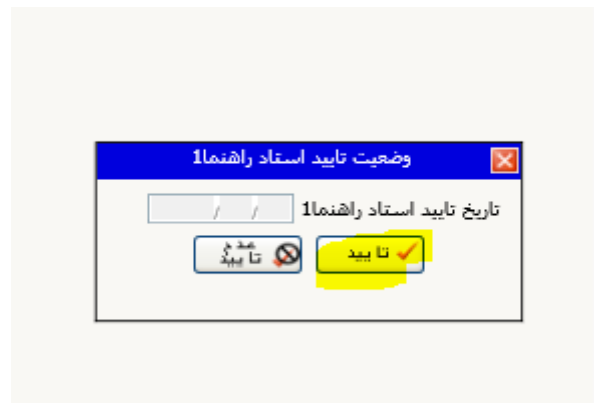 وضعیت تایید استاد راهنما1
تاریخ تایید استاد راهنما1 / /
تایید
عدم
تایید